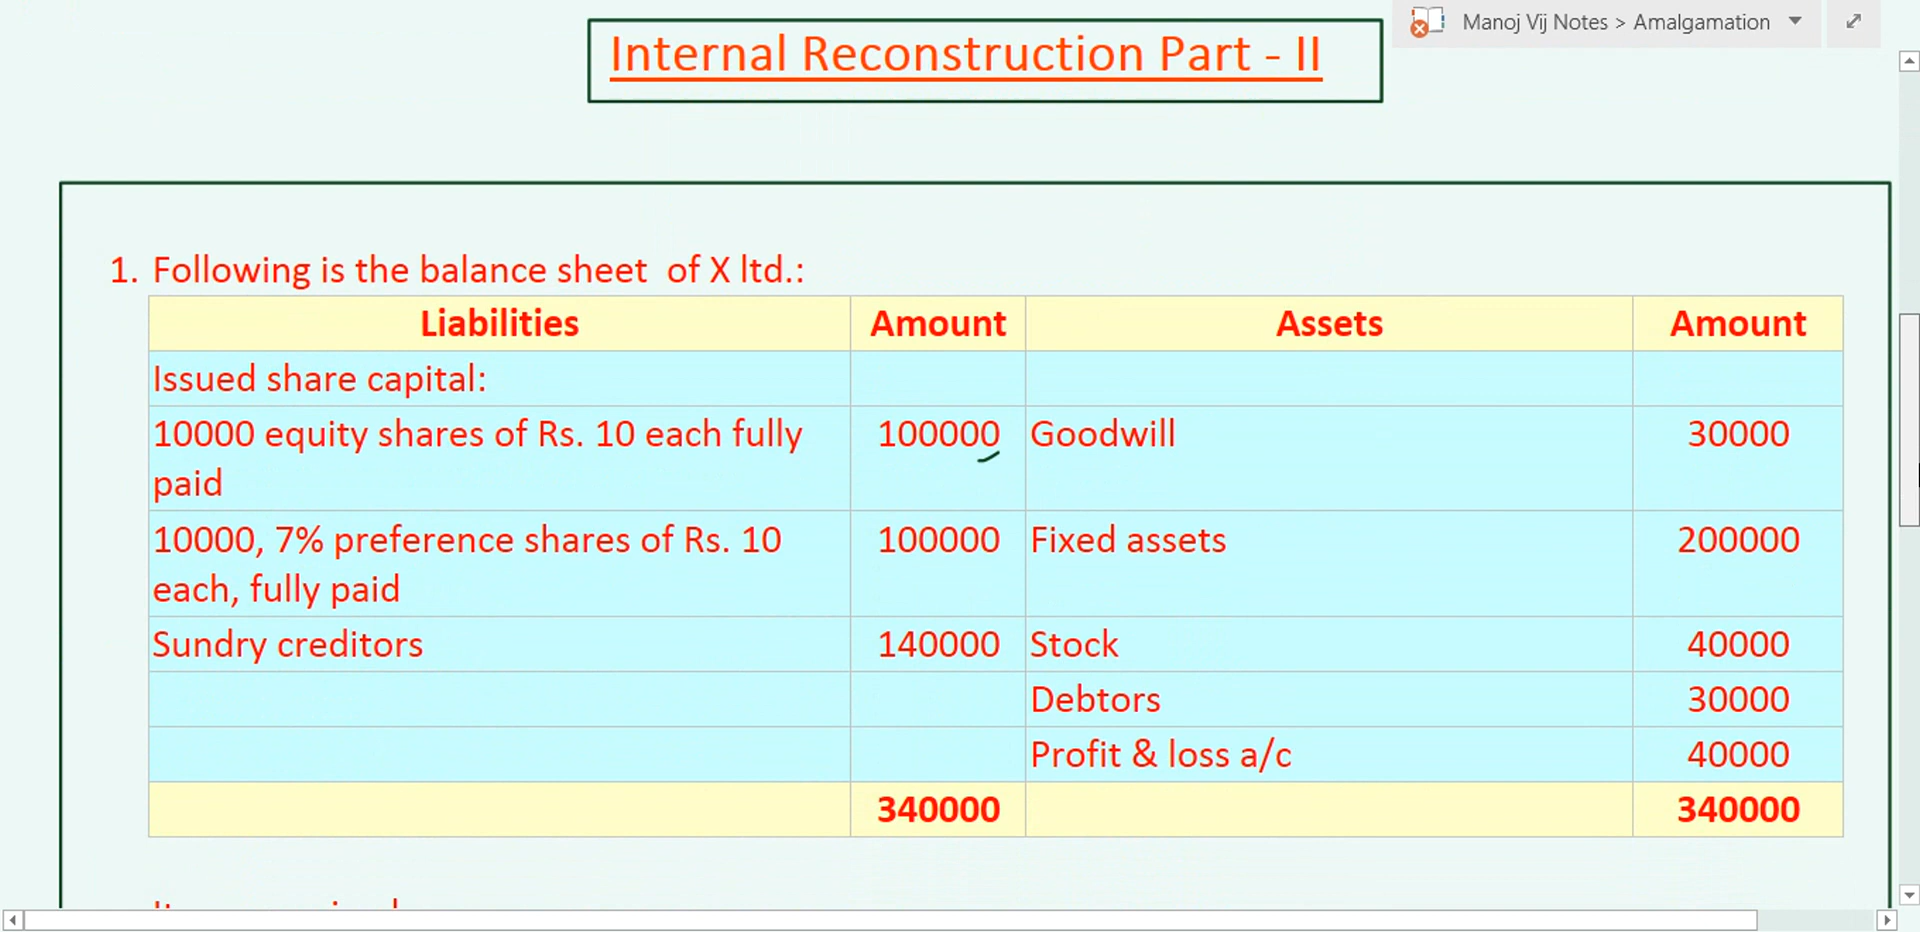 Manoj Vij Notes > Amalgamation
Internal Reconstruction Part - II
1. Following is the balance sheet of X ltd.:
Liabilities Amount Assets Amount
Issued share capital:
10000 equity shares of Rs. 10 each fully 100000 Goodwill 30000
paid
10000, 7% preference shares of Rs. 10 100000 Fixed assets 200000
each, fully paid
Sundry creditors 140000 Stock 40000
Debtors 30000
Profit & loss a/c 40000
340000 340000